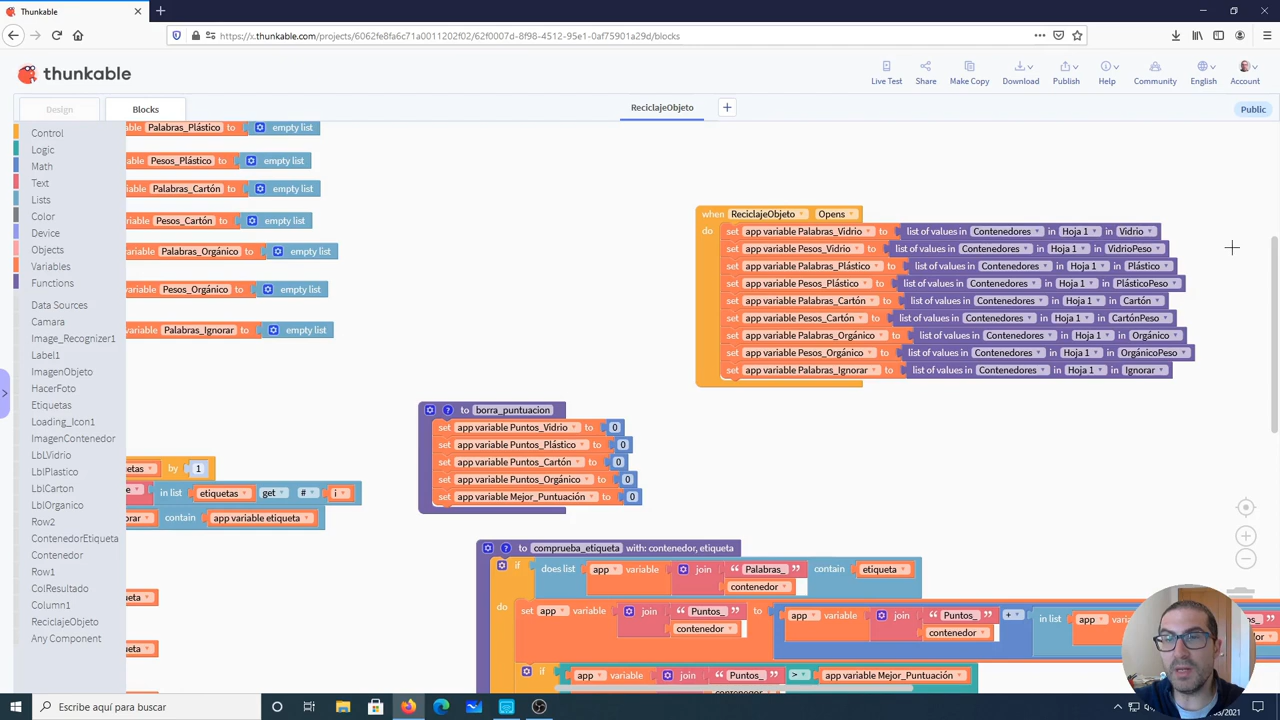 Thunkable
https://x.thunkable.com/projects/6062fe8fa6c71a0011202f02/62f0007d-8f98-4512-95e1-0af75901a29d/blocks
thunkable
Live Test
Share
Make Copy
Download
Publish
Help
Community
English
Account
Design
Blocks
ReciclajeObjeto
Public
Control
Logic
Math
Text
Lists
Color
Device
Objects
Variables
Functions
Data Sources
Camara
Image_Recognizer1
Label1
ImagenObjeto
HacerFoto
Etiquetas
Loading_Icon1
ImagenContenedor
LblVidrio
LblPlastico
LblCarton
LblOrganico
Row2
ContenedorEtiqueta
Contenedor
Row1
ColResultado
Column1
ReciclajeObjeto
Any Component
able Palabras_Plástico to empty list
iable Pesos_Plástico to empty list
iable Palabras_Cartón to empty list
iable Pesos_Cartón to empty list
iable Palabras_Orgánico to empty list
variable Pesos_Orgánico to empty list
variable Palabras_Ignorar to empty list
etas by 1
e in list etiquetas get # i
orar contain app variable etiqueta
ueta
ueta
ueta
when ReciclajeObjeto Opens
do set app variable Palabras_Vidrio to list of values in Contenedores in Hoja 1 in Vidrio
set app variable Pesos_Vidrio to list of values in Contenedores in Hoja 1 in VidrioPeso
set app variable Palabras_Plástico to list of values in Contenedores in Hoja 1 in Plástico
set app variable Pesos_Plástico to list of values in Contenedores in Hoja 1 in PlásticoPeso
set app variable Palabras_Cartón to list of values in Contenedores in Hoja 1 in Cartón
set app variable Pesos_Cartón to list of values in Contenedores in Hoja 1 in CartónPeso
set app variable Palabras_Orgánico to list of values in Contenedores in Hoja 1 in Orgánico
set app variable Pesos_Orgánico to list of values in Contenedores in Hoja 1 in OrgánicoPeso
set app variable Palabras_Ignorar to list of values in Contenedores in Hoja 1 in Ignorar
? to borra_puntuacion
set app variable Puntos_Vidrio to 0
set app variable Puntos_Plástico to 0
set app variable Puntos_Cartón to 0
set app variable Puntos_Orgánico to 0
set app variable Mejor_Puntuación to 0
? to comprueba_etiqueta with: contenedor, etiqueta
if does list app variable join “ Palabras_ ” contain etiqueta
contenedor
do set app variable join “ Puntos_ ” to app variable join “ Puntos_ ” + in list app vari
contenedor contenedor
if app variable join “ Puntos_ ” > app variable Mejor_Puntuación
Escribe aquí para buscar